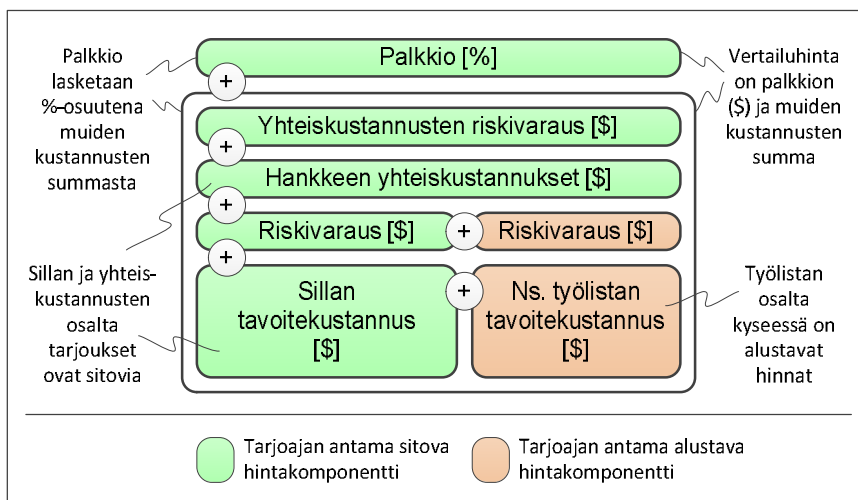 Palkkio
lasketaan
%-osuutena
muiden
kustannusten
summasta
Palkkio [%]
Vertailuhinta
on palkkion
($) ja muiden
kustannusten
summa
+
Yhteiskustannusten riskivaraus [$]
+
Hankkeen yhteiskustannukset [$]
+
Riskivaraus [$]
+
Riskivaraus [$]
+
Sillan ja yhteis-
kustannusten
osalta
tarjoukset
ovat sitovia
Sillan
tavoitekustannus
[$]
+
Ns. työlistan
tavoitekustannus
[$]
Työlistan
osalta
kyseessä on
alustavat
hinnat
Tarjoajan antama sitova
hintakomponentti
Tarjoajan antama alustava
hintakomponentti